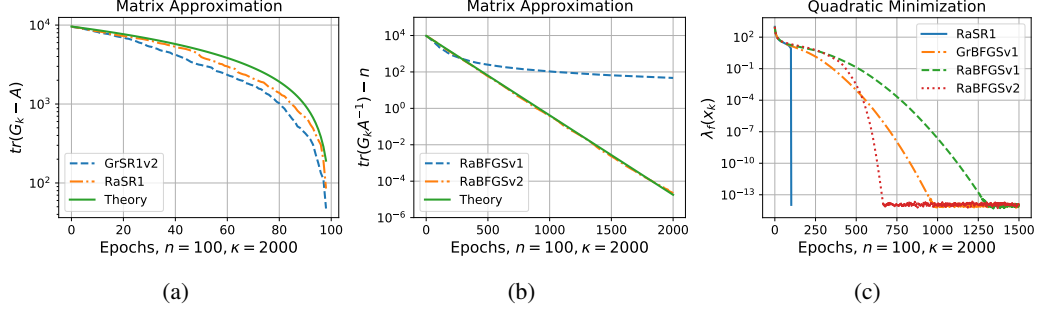 Matrix Approximation
10^4
10^3
10^2
tr(G_k − A)
GrSR1v2
RaSR1
Theory
0 20 40 60 80 100
Epochs, n = 100, κ = 2000
(a)
Matrix Approximation
10^4
10^2
10^0
10^−2
10^−4
10^−6
tr(G_kA^−1) − n
RaBFGSv1
RaBFGSv2
Theory
0 500 1000 1500 2000
Epochs, n = 100, κ = 2000
(b)
Quadratic Minimization
10^2
10^−1
10^−4
10^−7
10^−10
10^−13
λ_f(x_k)
RaSR1
GrBFGSv1
RaBFGSv1
RaBFGSv2
0 250 500 750 1000 1250 1500
Epochs, n = 100, κ = 2000
(c)